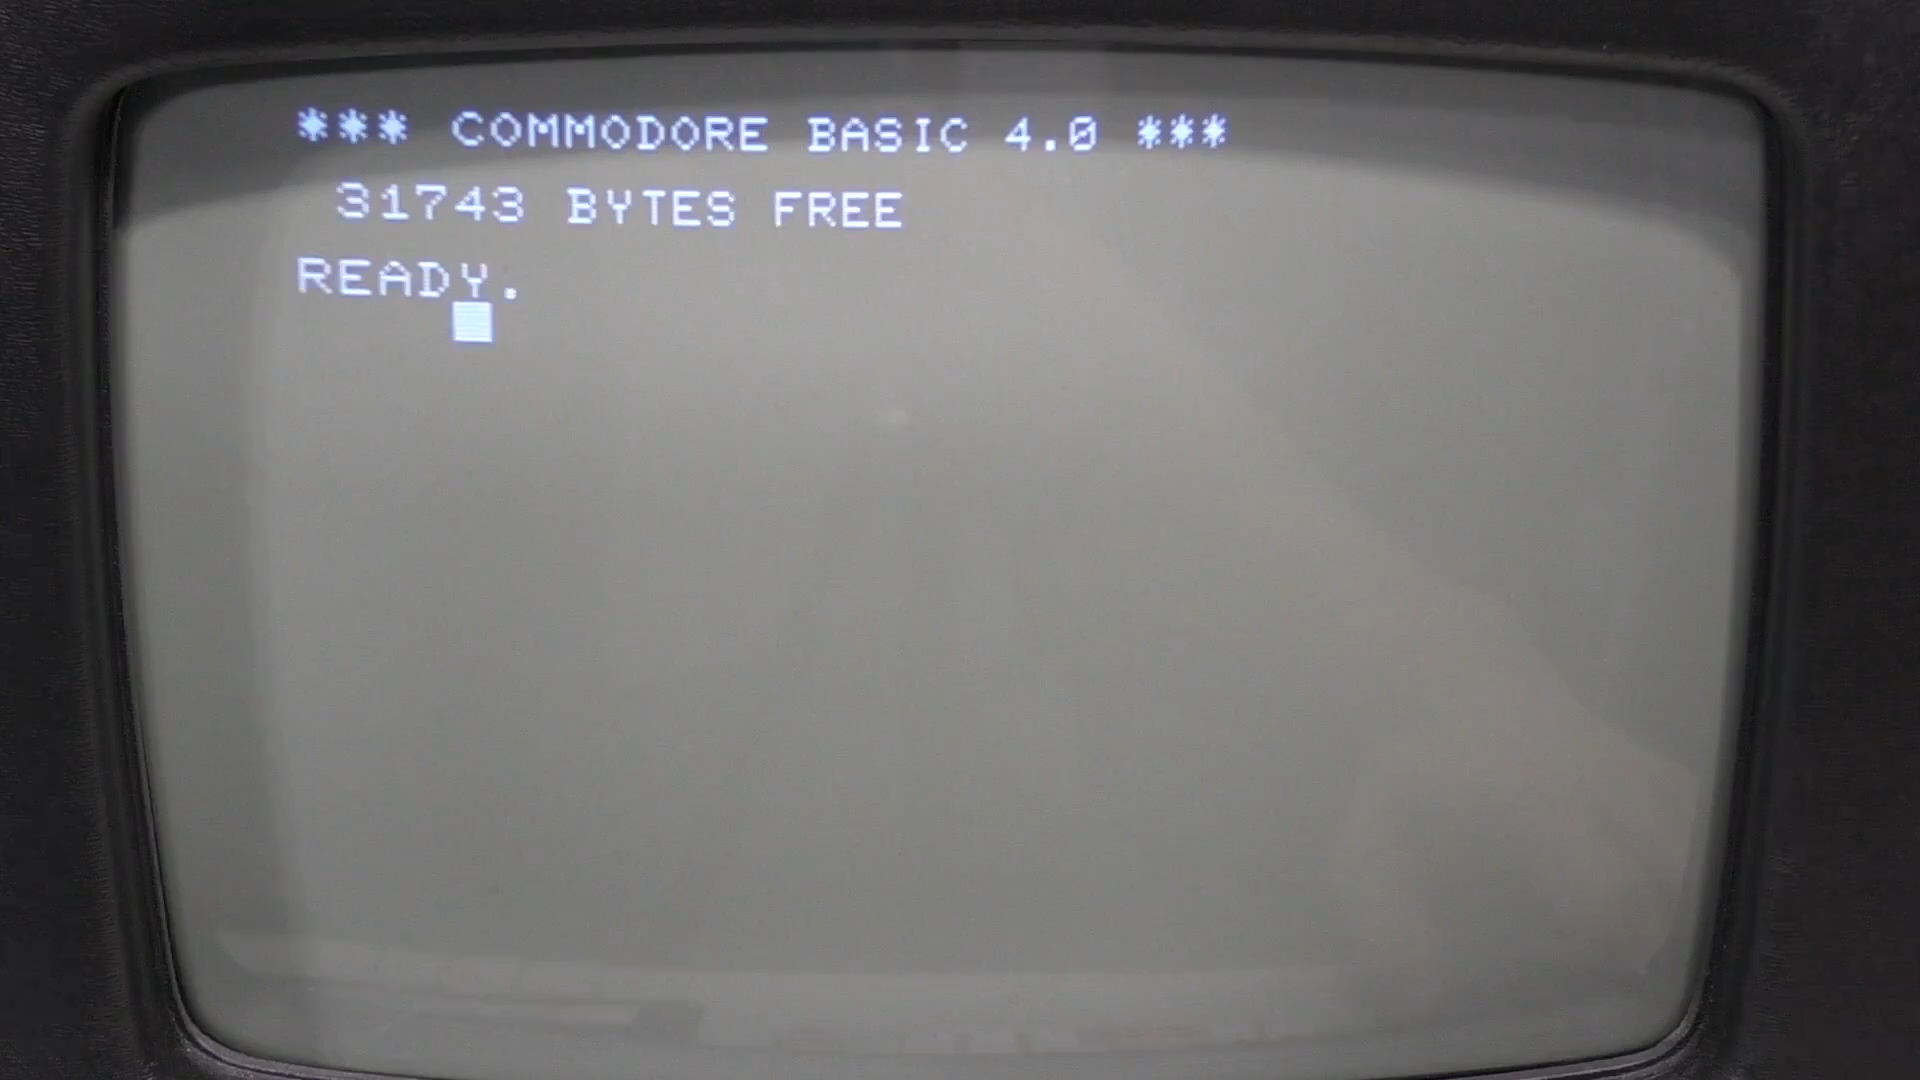 *** COMMODORE BASIC 4.0 ***
31743 BYTES FREE
READY.